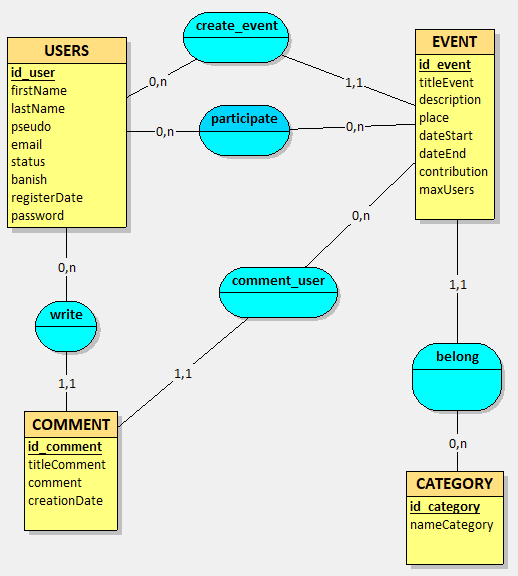 create_event
USERS
id_user
firstName
lastName
pseudo
email
status
banish
registerDate
password
0,n
1,1
EVENT
id_event
titleEvent
description
place
dateStart
dateEnd
contribution
maxUsers
0,n
participate
0,n
0,n
comment_user
0,n
1,1
write
1,1
1,1
belong
0,n
COMMENT
id_comment
titleComment
comment
creationDate
CATEGORY
id_category
nameCategory